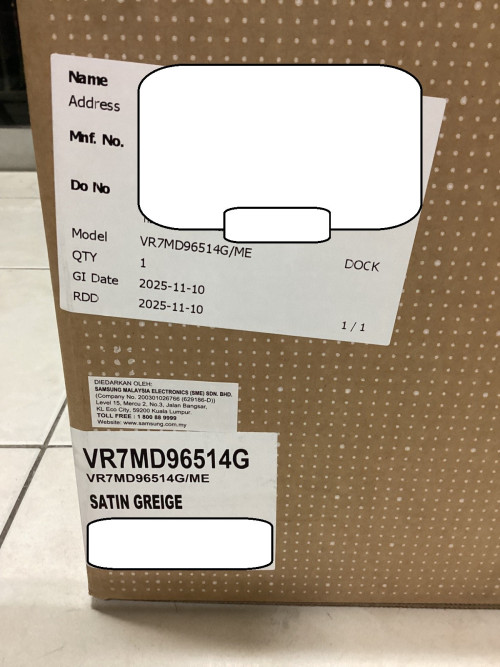 Name
Address
Mnf. No.
Do No
Model VR7MD96514G/ME
QTY 1 DOCK
GI Date 2025-11-10
RDD 2025-11-10
1 / 1
DIEDARKAN OLEH:
SAMSUNG MALAYSIA ELECTRONICS (SME) SDN. BHD.
(Company No. 200301026766 (629186-D))
Level 15, Mercu 2, No.3, Jalan Bangsar,
KL Eco City, 59200 Kuala Lumpur.
TOLL FREE : 1 800 88 9999
Website: www.samsung.com.my
VR7MD96514G
VR7MD96514G/ME
SATIN GREIGE